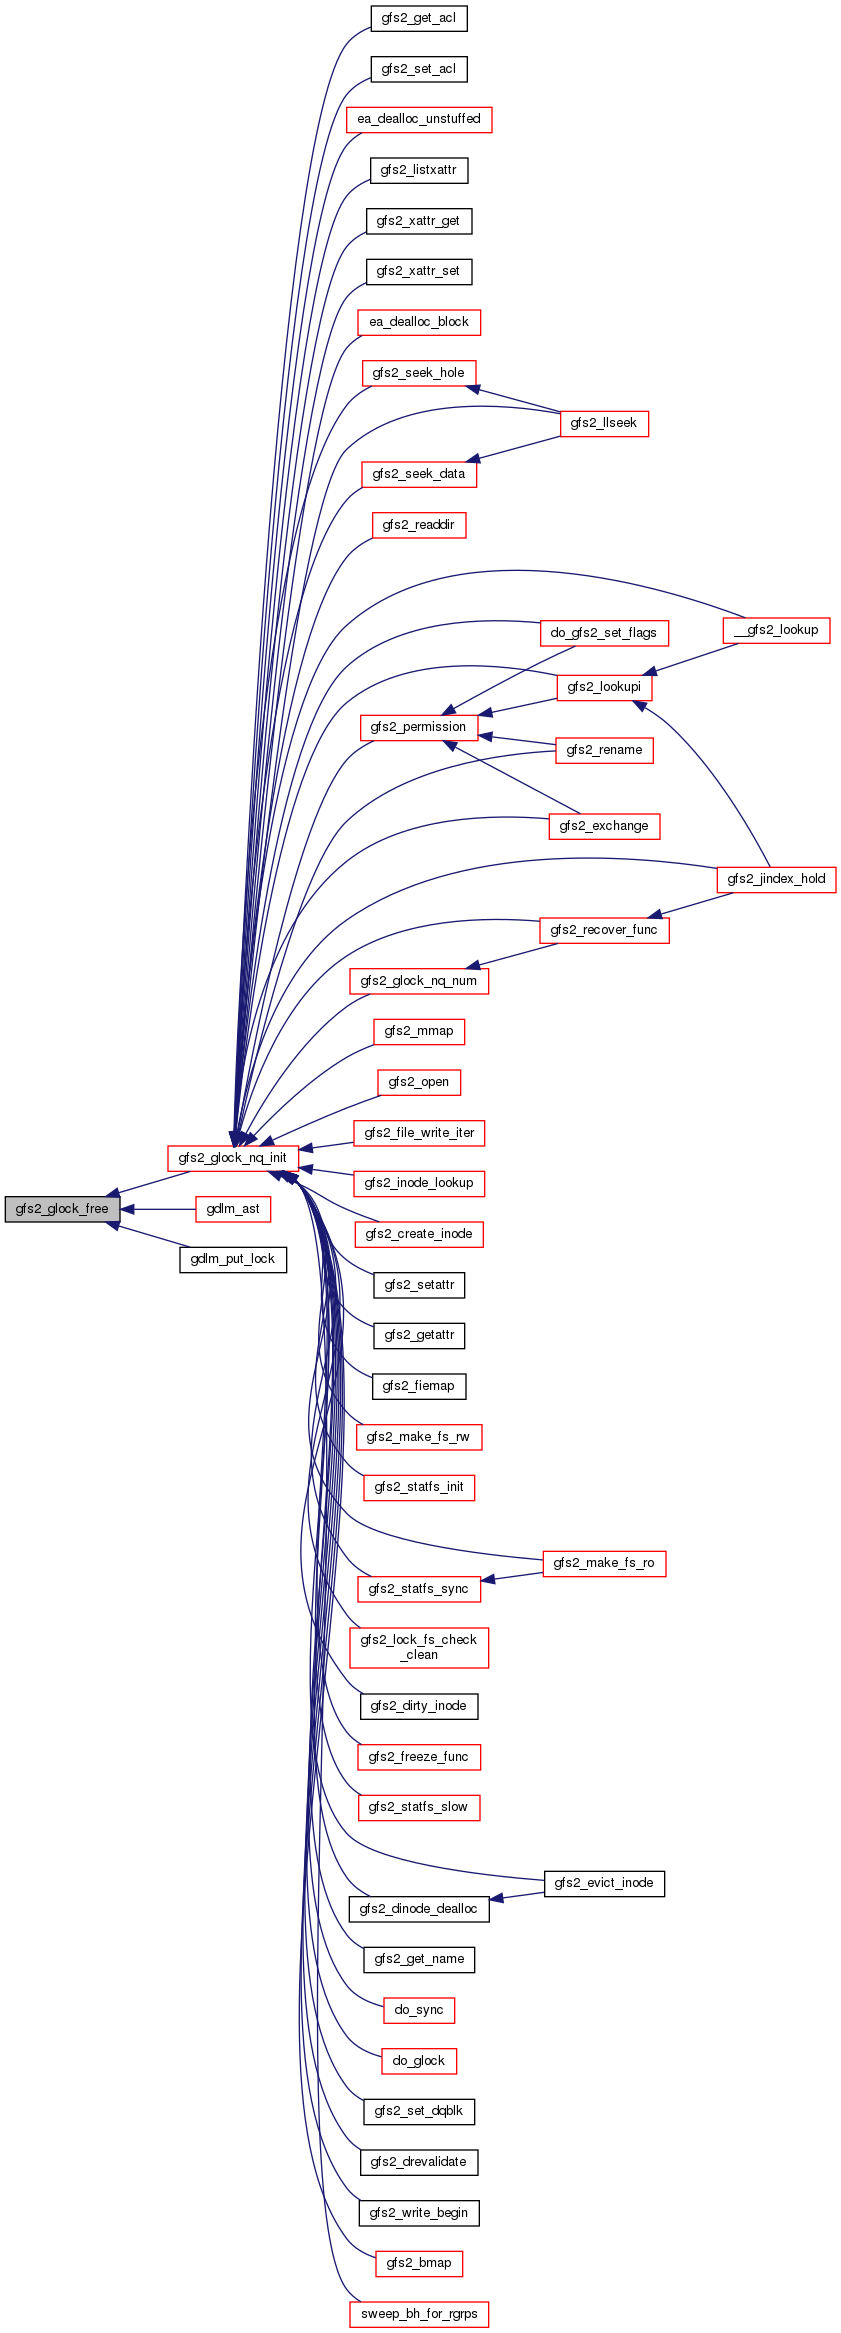 gfs2_get_acl
gfs2_set_acl
ea_dealloc_unstuffed
gfs2_listxattr
gfs2_xattr_get
gfs2_xattr_set
ea_dealloc_block
gfs2_seek_hole
gfs2_llseek
gfs2_seek_data
gfs2_readdir
do_gfs2_set_flags
__gfs2_lookup
gfs2_lookupi
gfs2_permission
gfs2_rename
gfs2_exchange
gfs2_jindex_hold
gfs2_recover_func
gfs2_glock_nq_num
gfs2_mmap
gfs2_open
gfs2_file_write_iter
gfs2_glock_nq_init
gfs2_inode_lookup
gfs2_glock_free
gdlm_ast
gfs2_create_inode
gdlm_put_lock
gfs2_setattr
gfs2_getattr
gfs2_fiemap
gfs2_make_fs_rw
gfs2_statfs_init
gfs2_make_fs_ro
gfs2_statfs_sync
gfs2_lock_fs_check
_clean
gfs2_dirty_inode
gfs2_freeze_func
gfs2_statfs_slow
gfs2_evict_inode
gfs2_dinode_dealloc
gfs2_get_name
do_sync
do_glock
gfs2_set_dqblk
gfs2_drevalidate
gfs2_write_begin
gfs2_bmap
sweep_bh_for_rgrps